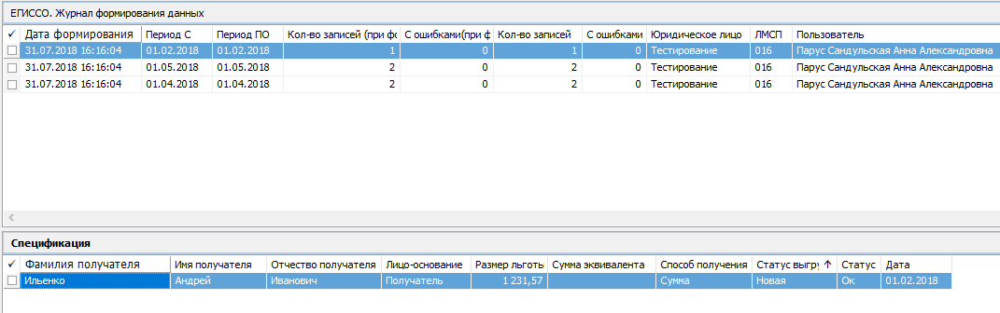 ЕГИССО. Журнал формирования данных
✓ Дата формирования Период С Период ПО Кол-во записей (при фо С ошибками(при ф Кол-во записей С ошибками Юридическое лицо ЛМСП Пользователь
31.07.2018 16:16:04 01.02.2018 01.02.2018 1 0 1 0 Тестирование 016 Парус Сандульская Анна Александровна
31.07.2018 16:16:04 01.05.2018 01.05.2018 2 0 2 0 Тестирование 016 Парус Сандульская Анна Александровна
31.07.2018 16:16:04 01.04.2018 01.04.2018 2 0 2 0 Тестирование 016 Парус Сандульская Анна Александровна
Спецификация
✓ Фамилия получателя Имя получателя Отчество получателя Лицо-основание Размер льготы Сумма эквивалента Способ получения Статус выгру ↑ Статус Дата
Ильенко Андрей Иванович Получатель 1 231,57 Сумма Новая Ок 01.02.2018